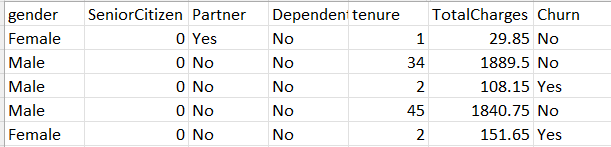 gender SeniorCitizen Partner Dependent tenure TotalCharges Churn
Female 0 Yes No 1 29.85 No
Male 0 No No 34 1889.5 No
Male 0 No No 2 108.15 Yes
Male 0 No No 45 1840.75 No
Female 0 No No 2 151.65 Yes